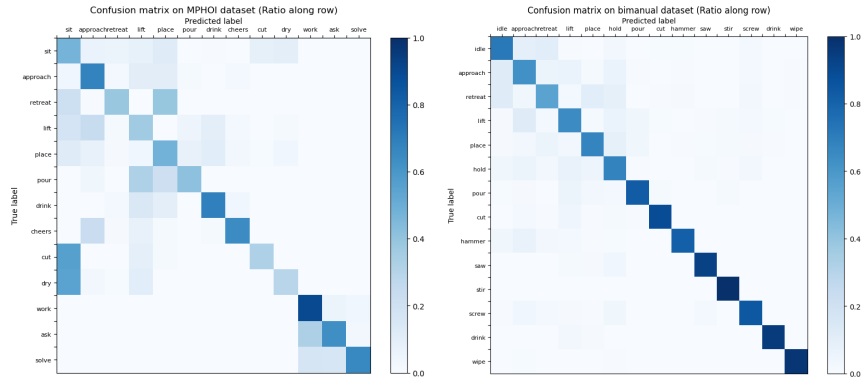 Confusion matrix on MPHOI dataset (Ratio along row)
Predicted label
sit approach retreat lift place pour drink cheers cut dry work ask solve
True label
sit
approach
retreat
lift
place
pour
drink
cheers
cut
dry
work
ask
solve
1.0
0.8
0.6
0.4
0.2
0.0
Confusion matrix on bimanual dataset (Ratio along row)
Predicted label
idle approach retreat lift place hold pour cut hammer saw stir screw drink wipe
True label
idle
approach
retreat
lift
place
hold
pour
cut
hammer
saw
stir
screw
drink
wipe
1.0
0.8
0.6
0.4
0.2
0.0